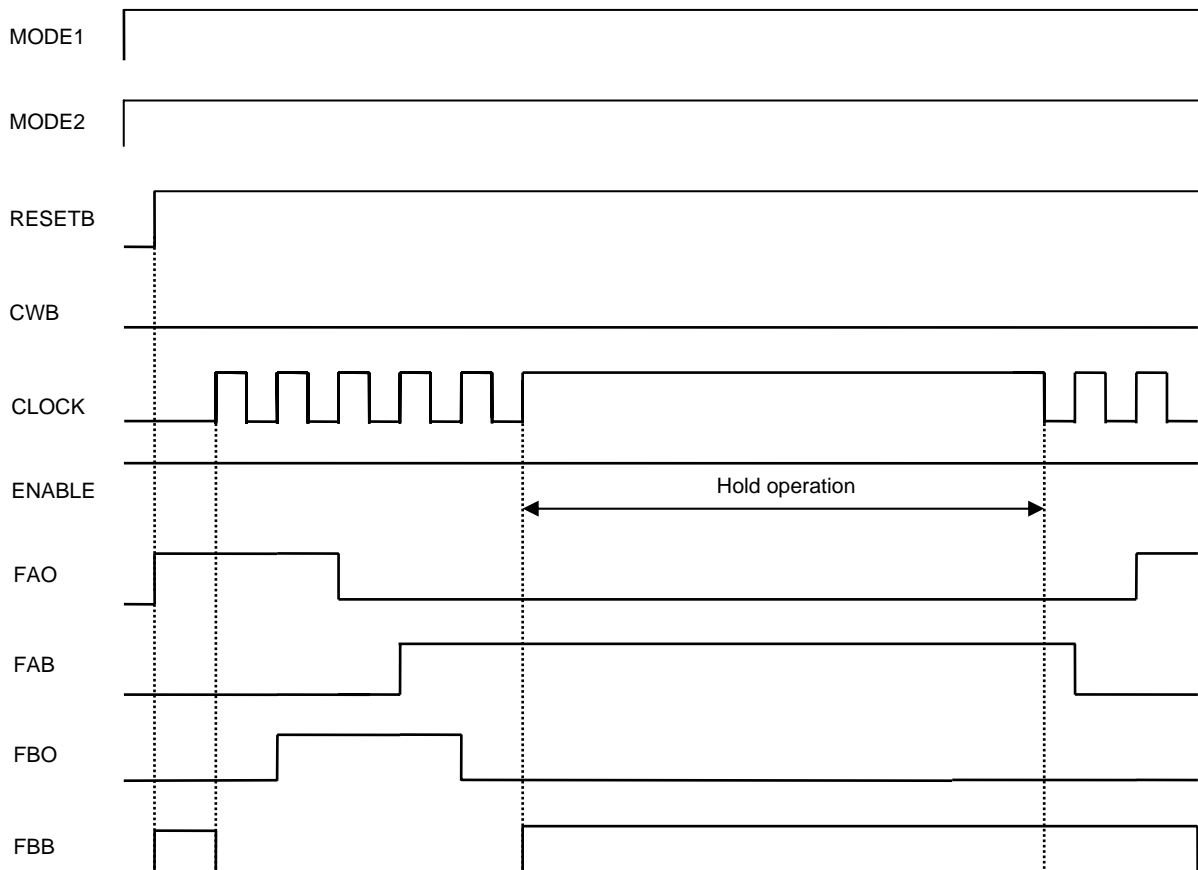 MODE1
MODE2
RESETB
CWB
CLOCK
ENABLE
Hold operation
FAO
FAB
FBO
FBB